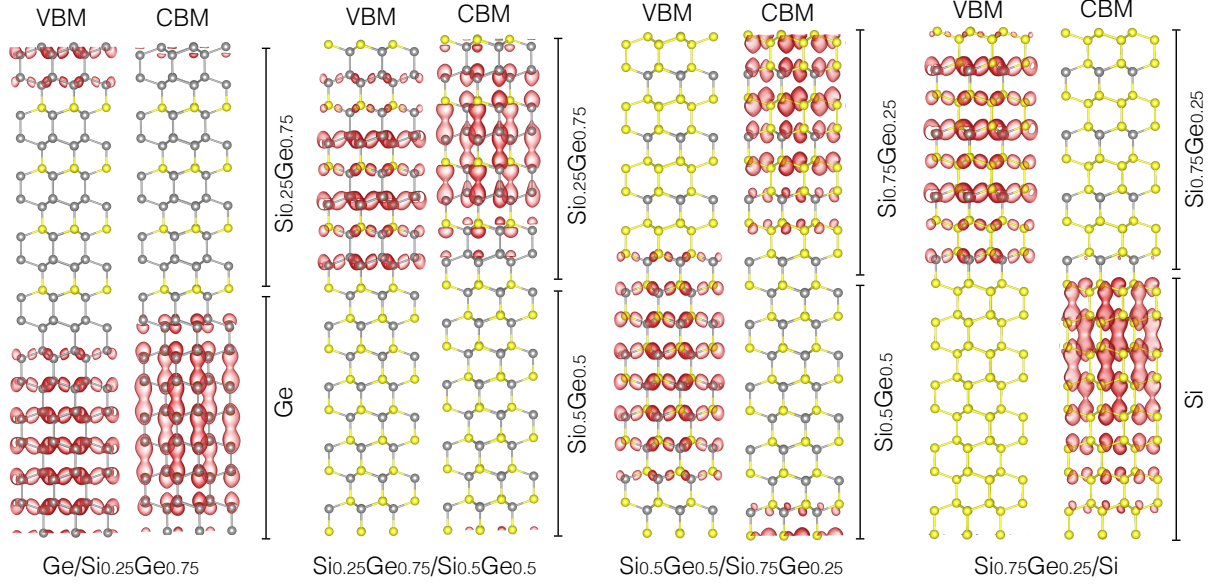 VBM CBM
VBM CBM
VBM CBM
VBM CBM
Si0.25Ge0.75
Ge
Si0.25Ge0.75
Si0.5Ge0.5
Si0.75Ge0.25
Si0.5Ge0.5
Si0.75Ge0.25
Si
Ge/Si0.25Ge0.75
Si0.25Ge0.75/Si0.5Ge0.5
Si0.5Ge0.5/Si0.75Ge0.25
Si0.75Ge0.25/Si